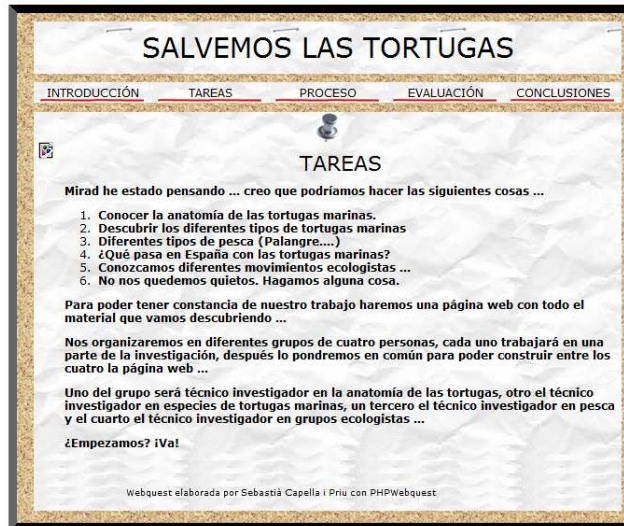 SALVEMOS LAS TORTUGAS
INTRODUCCIÓN TAREAS PROCESO EVALUACIÓN CONCLUSIONES
TAREAS
Mirad he estado pensando ... creo que podríamos hacer las siguientes cosas ...
1. Conocer la anatomía de las tortugas marinas.
2. Descubrir los diferentes tipos de tortugas marinas
3. Diferentes tipos de pesca (Palangre....)
4. ¿Qué pasa en España con las tortugas marinas?
5. Conozcamos diferentes movimientos ecologistas ...
6. No nos quedemos quietos. Hagamos alguna cosa.
Para poder tener constancia de nuestro trabajo haremos una página web con todo el
material que vamos descubriendo ...
Nos organizaremos en diferentes grupos de cuatro personas, cada uno trabajará en una
parte de la investigación, después lo pondremos en común para poder construir entre los
cuatro la página web ...
Uno del grupo será técnico investigador en la anatomía de las tortugas, otro el técnico
investigador en especies de tortugas marinas, un tercero el técnico investigador en pesca
y el cuarto el técnico investigador en grupos ecologistas ...
¿Empezamos? ¡Va!
Webquest elaborada por Sebastià Capella i Priu con PHPWebquest